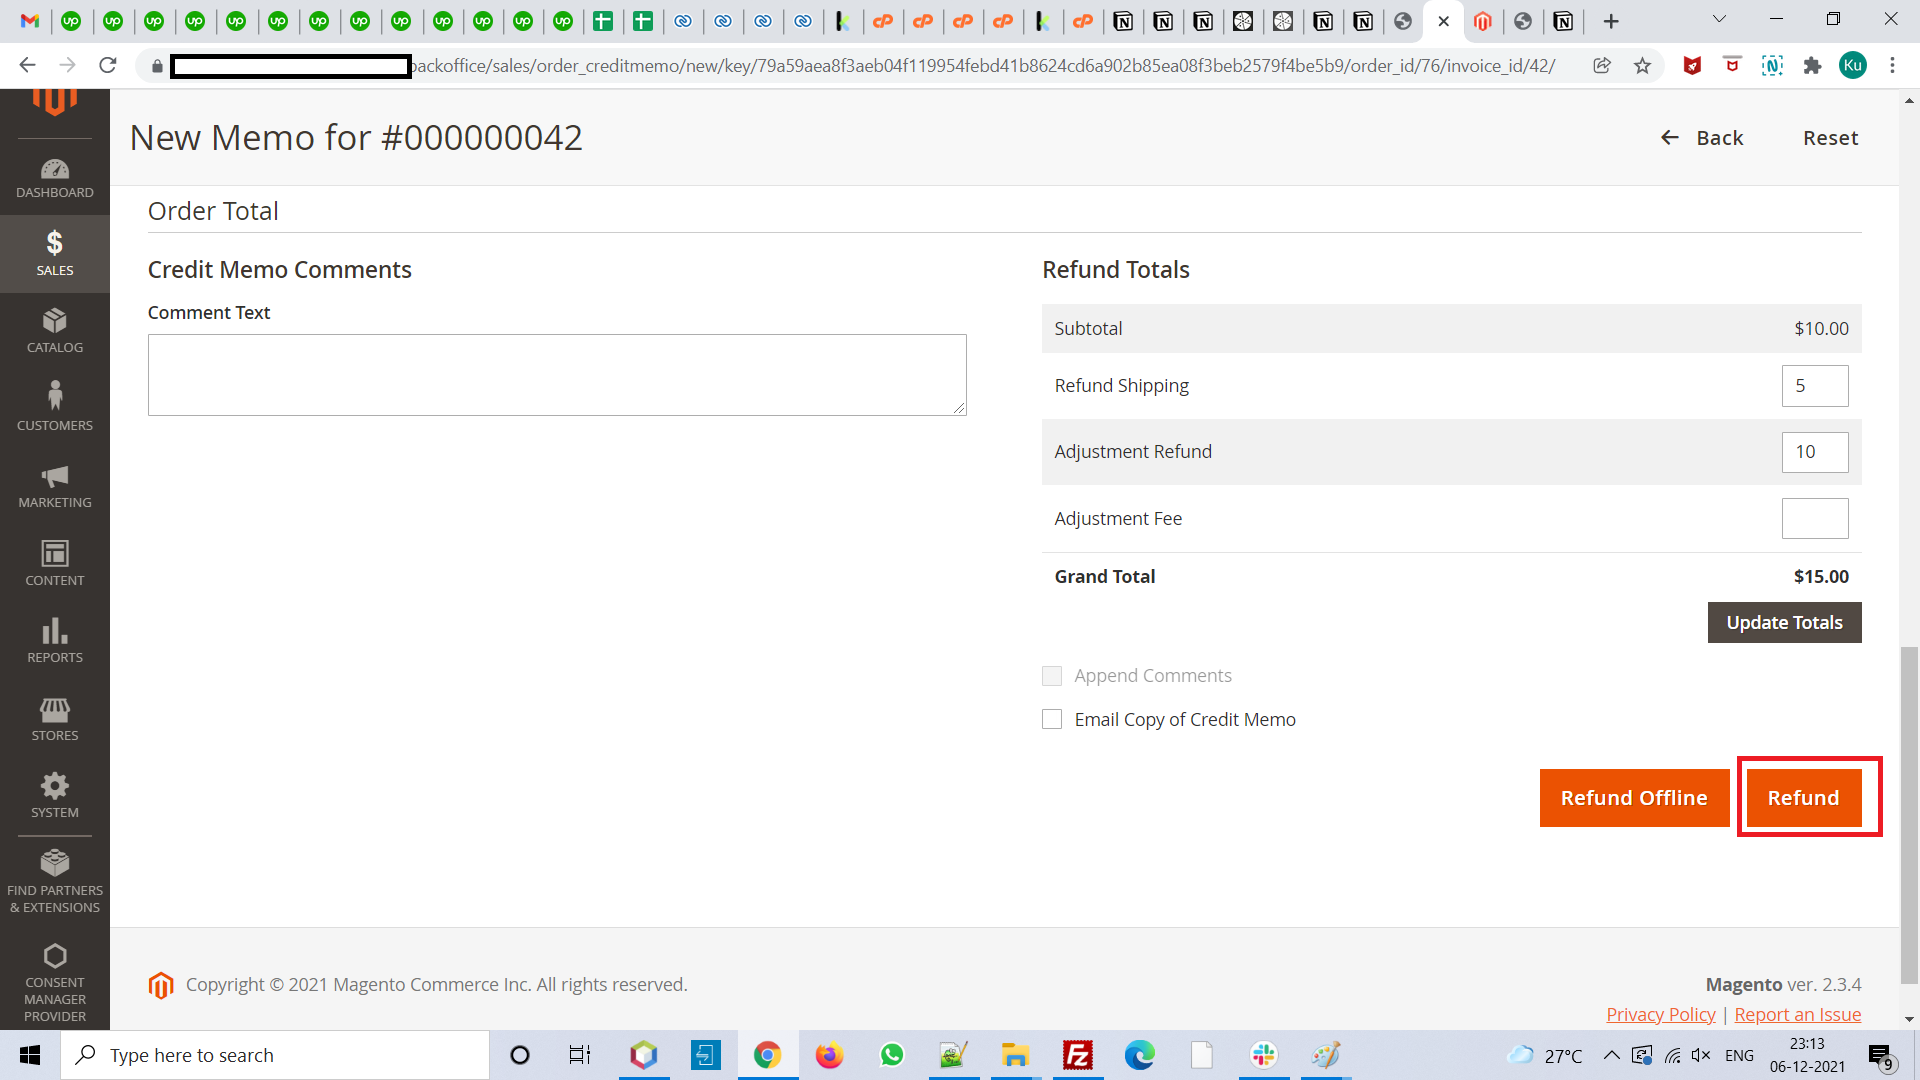 ackoffice/sales/order_creditmemo/new/key/79a59aea8f3aeb04f119954febd41b8624cd6a902b85ea08f3beb2579f4be5b9/order_id/76/invoice_id/42/
Ku
New Memo for #000000042
Back
Reset
DASHBOARD
$
SALES
CATALOG
CUSTOMERS
MARKETING
CONTENT
REPORTS
STORES
SYSTEM
FIND PARTNERS
& EXTENSIONS
CONSENT
MANAGER
PROVIDER
Order Total
Credit Memo Comments
Comment Text
Refund Totals
Subtotal $10.00
Refund Shipping 5
Adjustment Refund 10
Adjustment Fee
Grand Total $15.00
Update Totals
Append Comments
Email Copy of Credit Memo
Refund Offline
Refund
Copyright © 2021 Magento Commerce Inc. All rights reserved.
Magento ver. 2.3.4
Privacy Policy | Report an Issue
Type here to search
27°C
ENG
23:13
06-12-2021
9